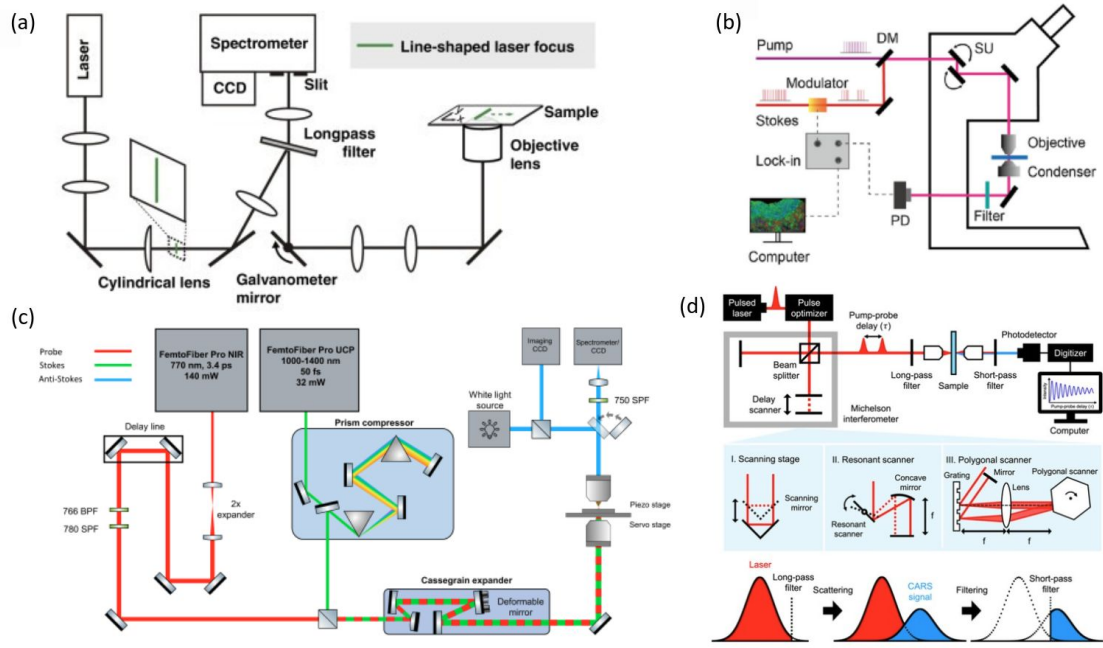 (a)
Laser
Spectrometer
CCD
Slit
Line-shaped laser focus
Longpass
filter
Sample
Objective
lens
Cylindrical lens
Galvanometer
mirror
(b)
Pump
DM
SU
Modulator
Stokes
Lock-in
Objective
Condenser
PD
Filter
Computer
(c)
Probe
Stokes
Anti-Stokes
FemtoFiber Pro NIR
770 nm, 3.4 ps
140 mW
FemtoFiber Pro UCP
1000-1400 nm
50 fs
32 mW
Imaging
CCD
Spectrometer/
CCD
White light
source
750 SPF
Delay line
Prism compressor
766 BPF
780 SPF
2x
expander
Piezo stage
Servo stage
Cassegrain expander
Deformable
mirror
(d)
Pulsed
laser
Pulse
optimizer
Pump-probe
delay (τ)
Photodetector
Digitizer
Beam
splitter
Long-pass
filter
Sample
Short-pass
filter
Delay
scanner
Michelson
interferometer
Intensity
Pump-probe delay (τ)
Computer
I. Scanning stage
Scanning
mirror
II. Resonant scanner
Concave
mirror
Resonant
scanner
f
III. Polygonal scanner
Grating
Mirror
Lens
Polygonal scanner
f
f
Laser
Long-pass
filter
Scattering
CARS
signal
Filtering
Short-pass
filter